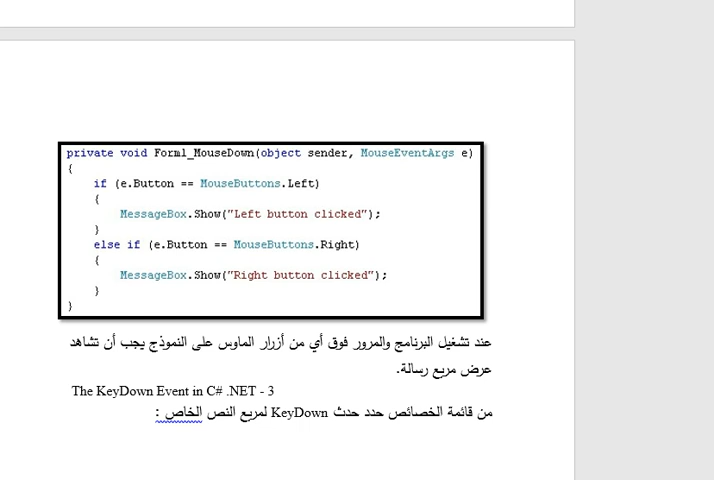 private void Form1_MouseDown(object sender, MouseEventArgs e)
{
if (e.Button == MouseButtons.Left)
{
MessageBox.Show("Left button clicked");
}
else if (e.Button == MouseButtons.Right)
{
MessageBox.Show("Right button clicked");
}
}
عند تشغيل البرنامج والمرور فوق أي من أزرار الماوس على النموذج يجب أن تشاهد
عرض مربع رسالة.
The KeyDown Event in C# .NET - 3
من قائمة الخصائص حدد حدث KeyDown لمربع النص الخاص :